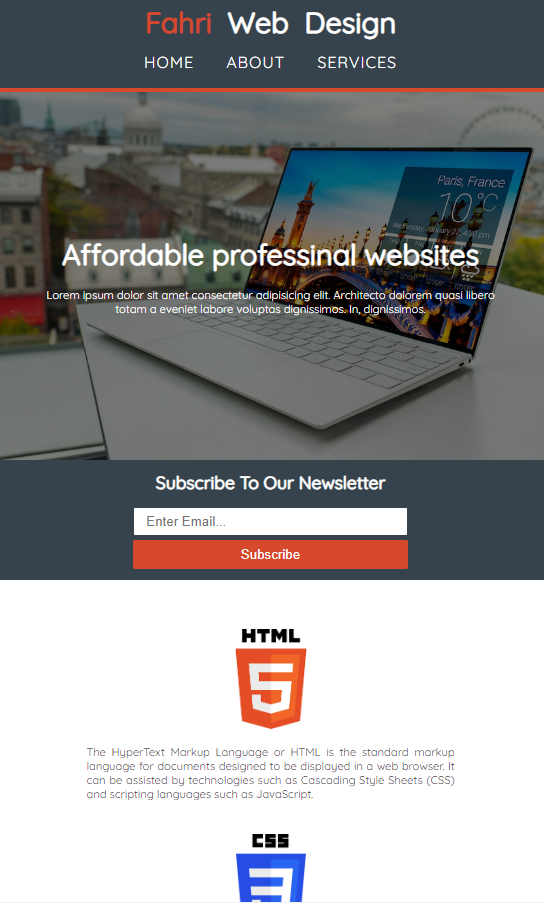 Fahri Web Design
HOME ABOUT SERVICES
Paris, France
10°C
Affordable professinal websites
Lorem ipsum dolor sit amet consectetur adipisicing elit. Architecto dolorem quasi libero
totam a eveniet labore voluptas dignissimos. In, dignissimos.
Subscribe To Our Newsletter
Enter Email...
Subscribe
HTML
5
The HyperText Markup Language or HTML is the standard markup
language for documents designed to be displayed in a web browser. It
can be assisted by technologies such as Cascading Style Sheets (CSS)
and scripting languages such as JavaScript.
CSS